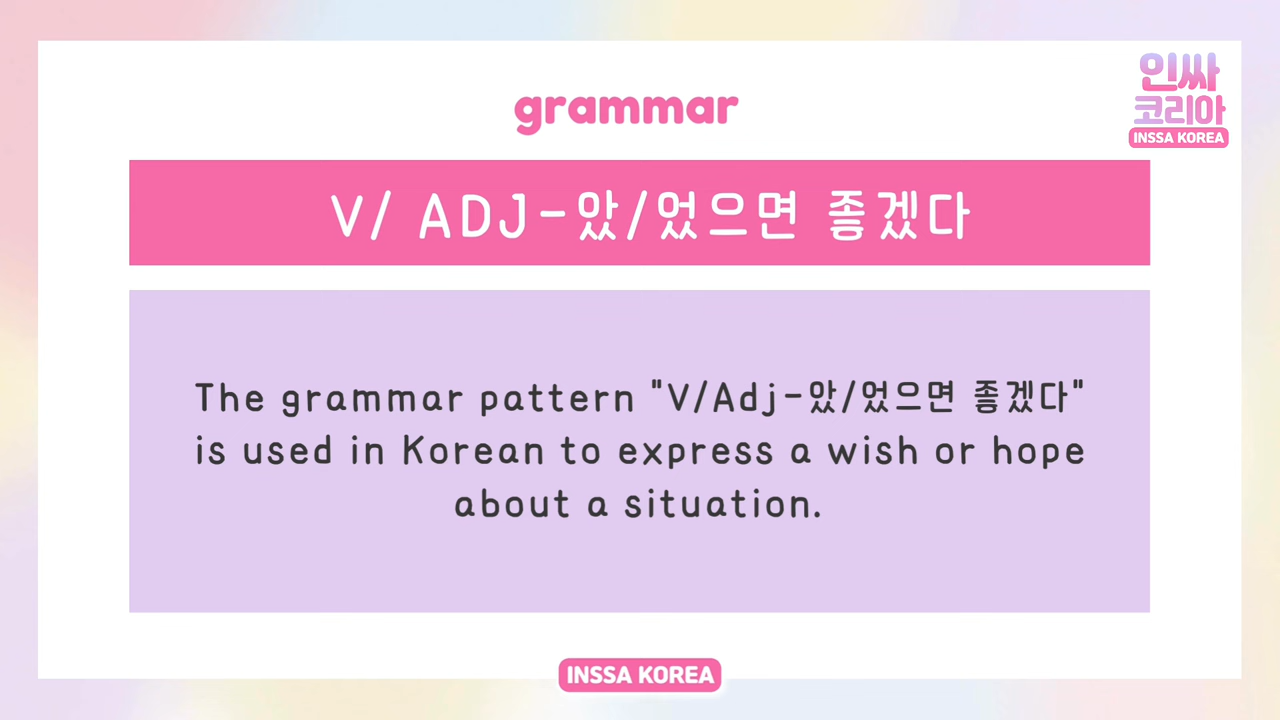 인싸
코리아
INSSA KOREA
grammar
V/ ADJ-았/었으면 좋겠다
The grammar pattern "V/Adj-았/었으면 좋겠다"
is used in Korean to express a wish or hope
about a situation.
INSSA KOREA